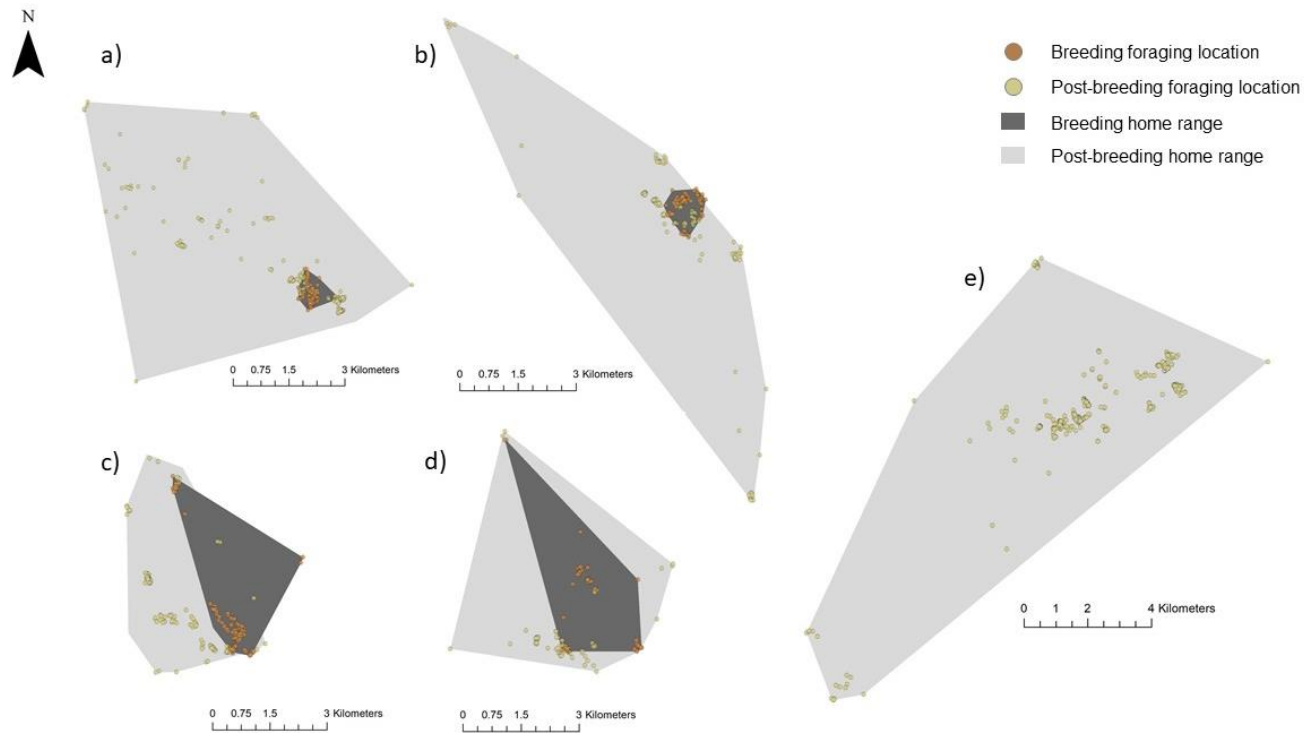 N
a)
b)
Breeding foraging location
Post-breeding foraging location
Breeding home range
Post-breeding home range
e)
0 0.75 1.5 3 Kilometers
0 0.75 1.5 3 Kilometers
c)
d)
0 1 2 4 Kilometers
0 0.75 1.5 3 Kilometers
0 0.75 1.5 3 Kilometers